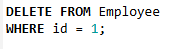 DELETE FROM Employee
WHERE id = 1;